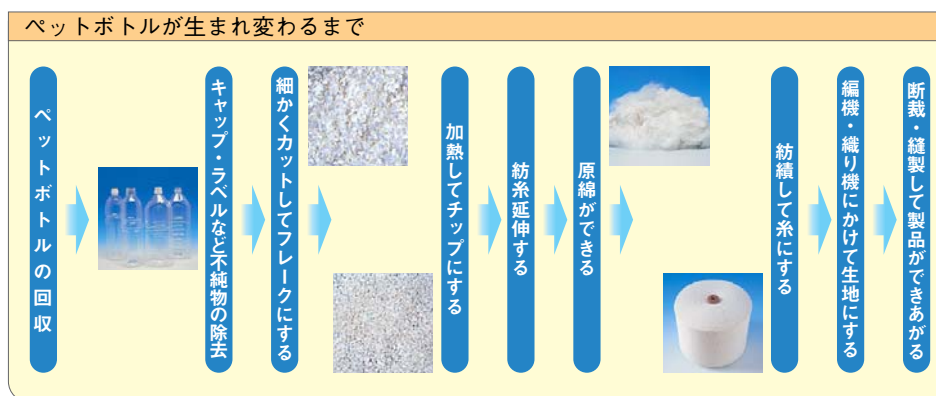 ペットボトルが生まれ変わるまで
ペットボトルの回収
キャップ・ラベルなど不純物の除去
細かくカットしてフレークにする
加熱してチップにする
紡糸延伸する
原綿ができる
紡績して糸にする
編機・織り機にかけて生地にする
断裁・縫製して製品ができあがる